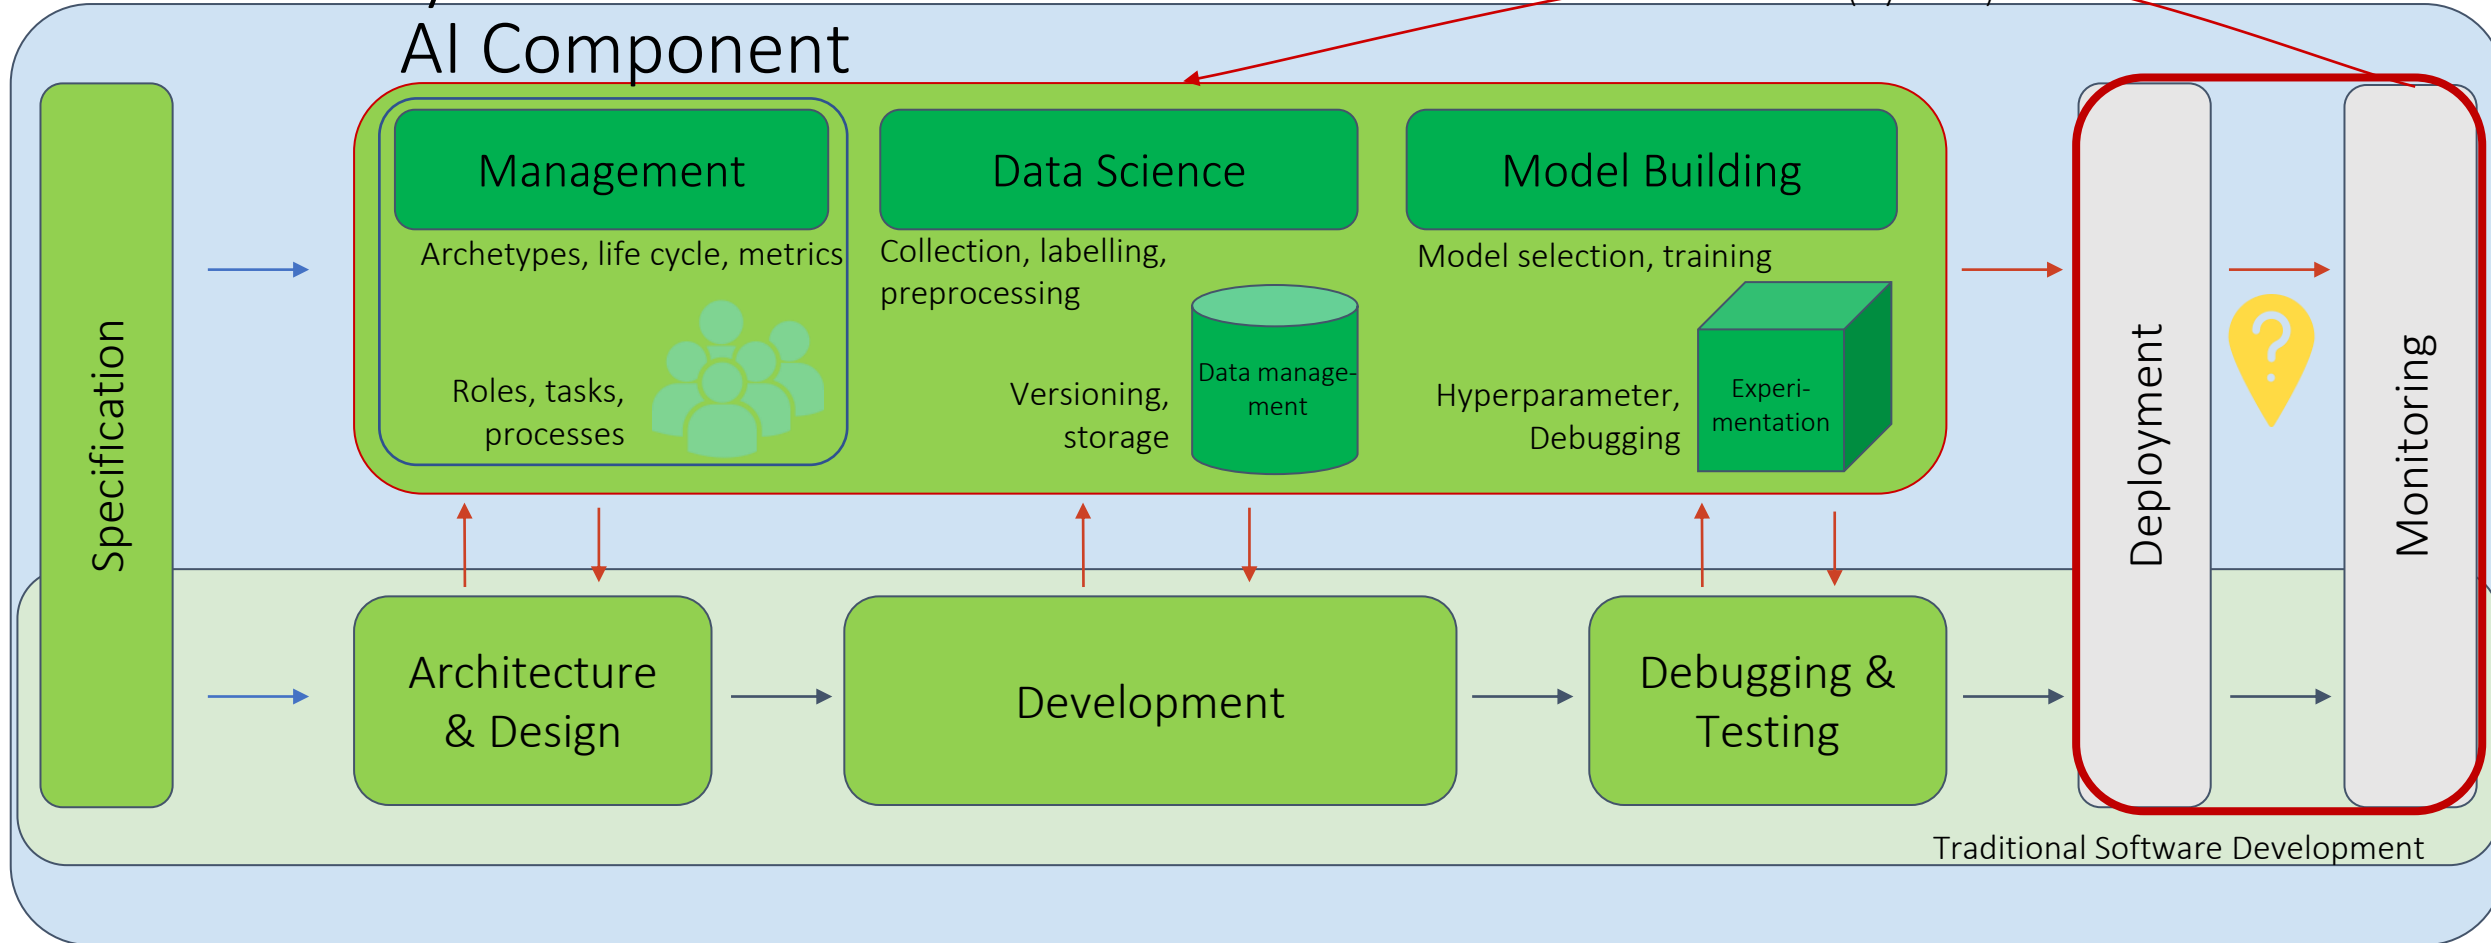 AI Component
Specification
Management
Archetypes, life cycle, metrics
Roles, tasks,
processes
Data Science
Collection, labelling,
preprocessing
Versioning,
storage
Data manage-
ment
Model Building
Model selection, training
Hyperparameter,
Debugging
Experi-
mentation
Deployment
?
Monitoring
Architecture
& Design
Development
Debugging &
Testing
Traditional Software Development